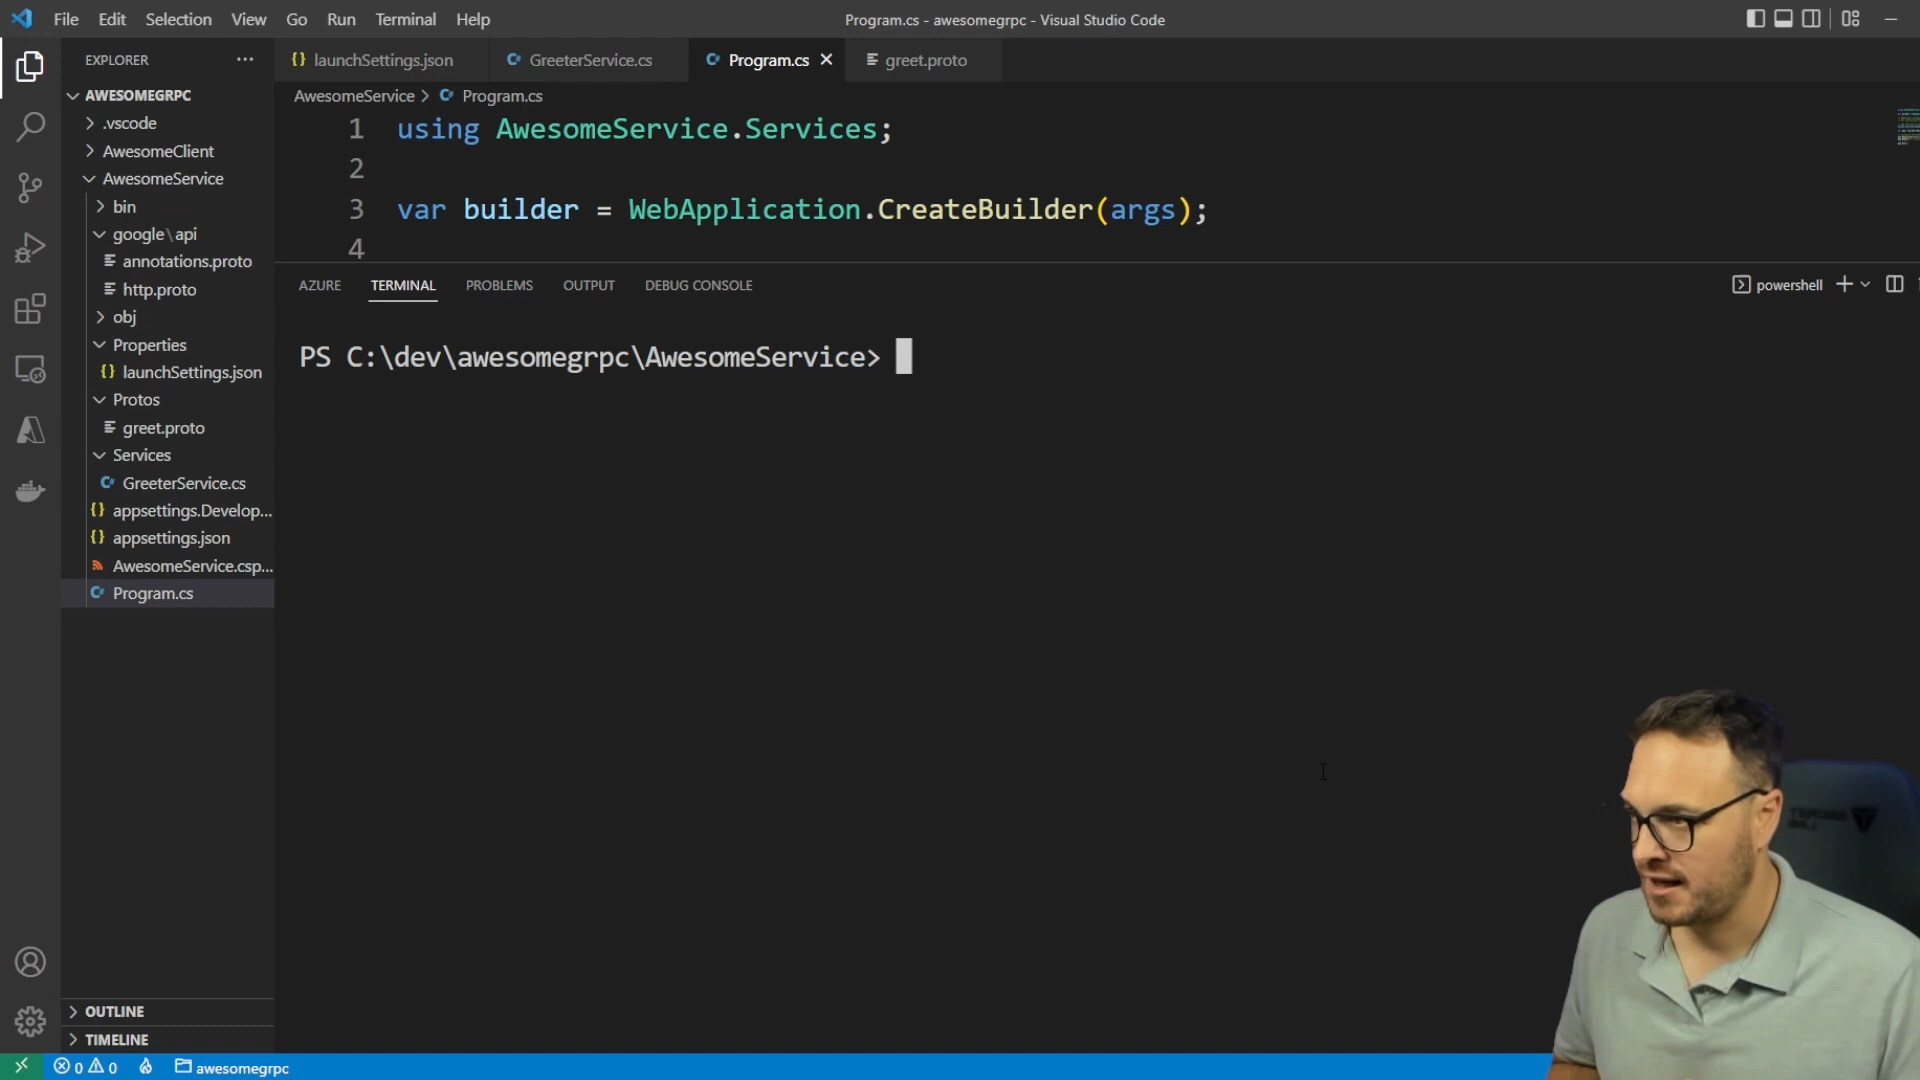 File Edit Selection View Go Run Terminal Help
Program.cs - awesomegrpc - Visual Studio Code
EXPLORER
AWESOMEGRPC
.vscode
AwesomeClient
AwesomeService
bin
google\api
annotations.proto
http.proto
obj
Properties
launchSettings.json
Protos
greet.proto
Services
GreeterService.cs
appsettings.Develop...
appsettings.json
AwesomeService.csp...
Program.cs
OUTLINE
TIMELINE
launchSettings.json GreeterService.cs Program.cs greet.proto
AwesomeService > Program.cs
1 using AwesomeService.Services;
2
3 var builder = WebApplication.CreateBuilder(args);
4
AZURE TERMINAL PROBLEMS OUTPUT DEBUG CONSOLE
powershell
PS C:\dev\awesomegrpc\AwesomeService>
0 0 awesomegrpc